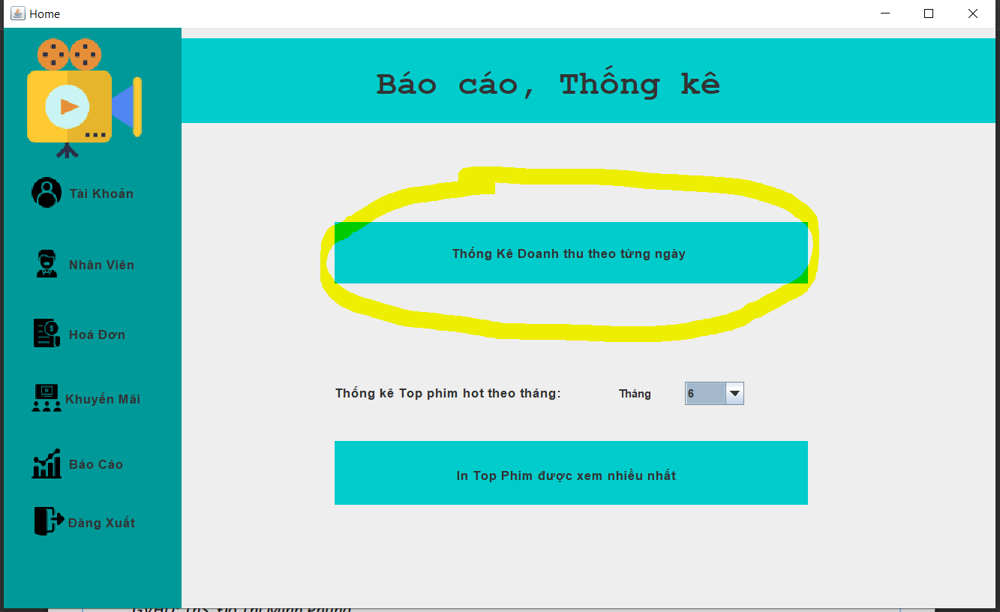 Home
Báo cáo, Thống kê
Tài Khoản
Nhân Viên
Hoá Đơn
Khuyến Mãi
Báo Cáo
Đăng Xuất
Thống Kê Doanh thu theo từng ngày
Thống kê Top phim hot theo tháng: Tháng 6
In Top Phim được xem nhiều nhất